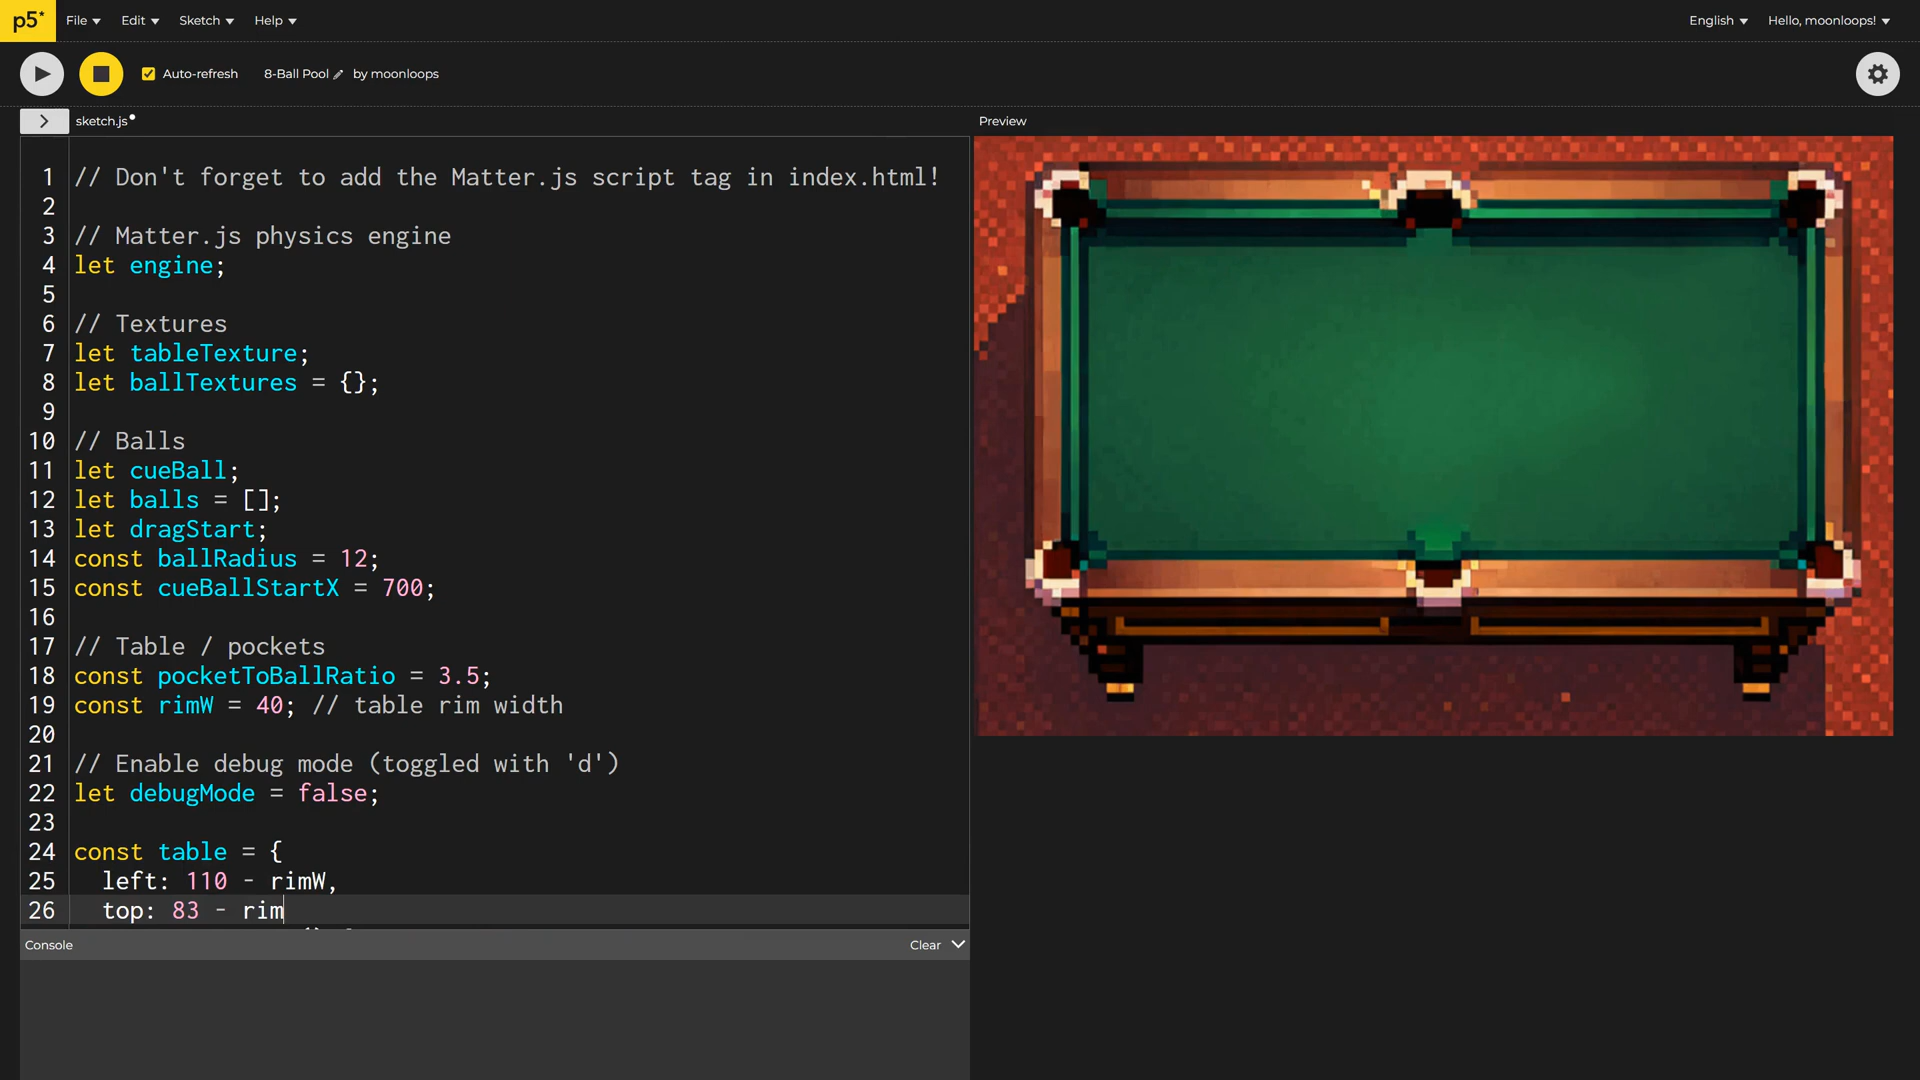 p5* File Edit Sketch Help English Hello, moonloops!
Auto-refresh 8-Ball Pool by moonloops
> sketch.js Preview
1 // Don't forget to add the Matter.js script tag in index.html!
2
3 // Matter.js physics engine
4 let engine;
5
6 // Textures
7 let tableTexture;
8 let ballTextures = {};
9
10 // Balls
11 let cueBall;
12 let balls = [];
13 let dragStart;
14 const ballRadius = 12;
15 const cueBallStartX = 700;
16
17 // Table / pockets
18 const pocketToBallRatio = 3.5;
19 const rimW = 40; // table rim width
20
21 // Enable debug mode (toggled with 'd')
22 let debugMode = false;
23
24 const table = {
25 left: 110 - rimW,
26 top: 83 - rim
Console Clear